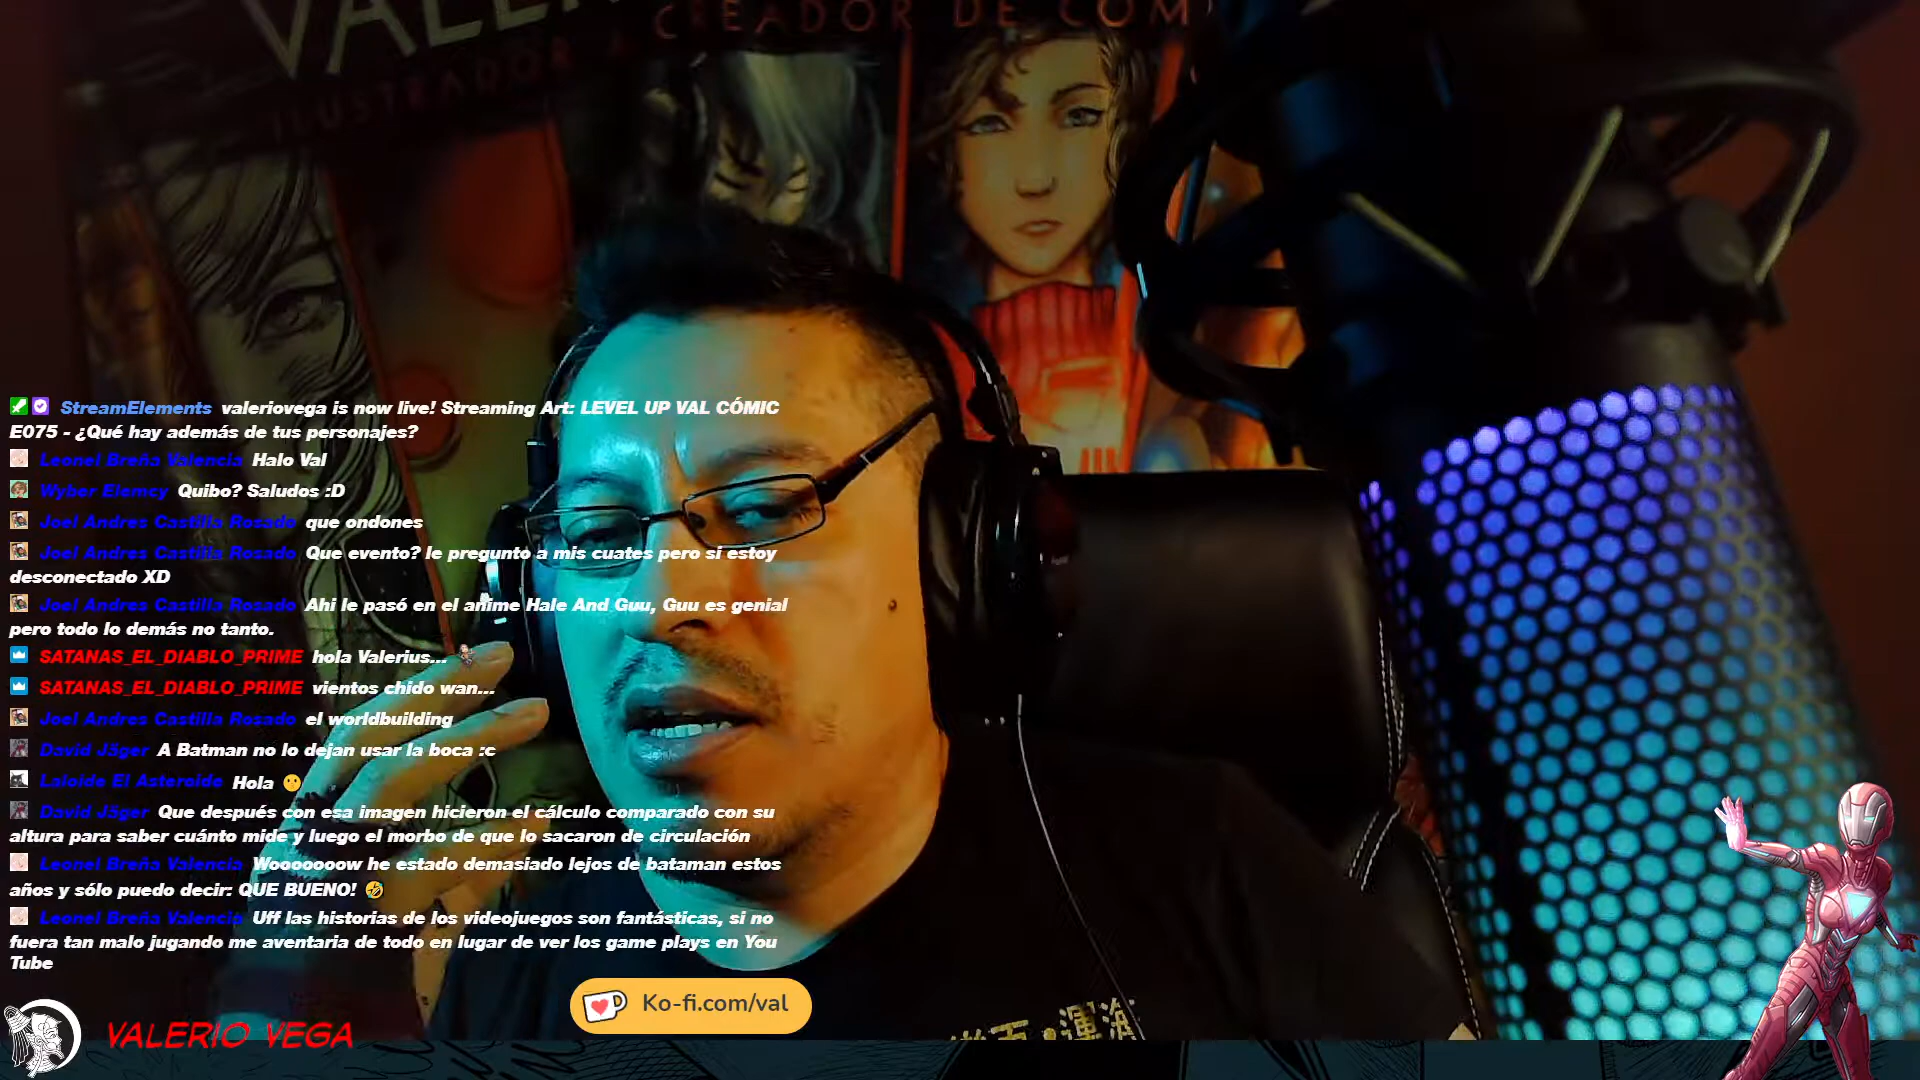 CREADOR DE COM
ILUSTRADOR
StreamElements valeriovega is now live! Streaming Art: LEVEL UP VAL CÓMIC
E075 - ¿Qué hay además de tus personajes?
Leonel Breña Valencia Halo Val
Wyber Elemcy Quibo? Saludos :D
Joel Andres Castilla Rosado que ondones
Joel Andres Castilla Rosado Que evento? le pregunto a mis cuates pero si estoy
desconectado XD
Joel Andres Castilla Rosado Ahi le pasó en el anime Hale And Guu, Guu es genial
pero todo lo demás no tanto.
SATANAS_EL_DIABLO_PRIME hola Valerius...
SATANAS_EL_DIABLO_PRIME vientos chido wan...
Joel Andres Castilla Rosado el worldbuilding
David Jäger A Batman no lo dejan usar la boca :c
Laloide El Asteroide Hola 😶
David Jäger Que después con esa imagen hicieron el cálculo comparado con su
altura para saber cuánto mide y luego el morbo de que lo sacaron de circulación
Leonel Breña Valencia Wooooooow he estado demasiado lejos de bataman estos
años y sólo puedo decir: QUE BUENO! 🤣
Leonel Breña Valencia Uff las historias de los videojuegos son fantásticas, si no
fuera tan malo jugando me aventaria de todo en lugar de ver los game plays en You
Tube
Ko-fi.com/val
VALERIO VEGA